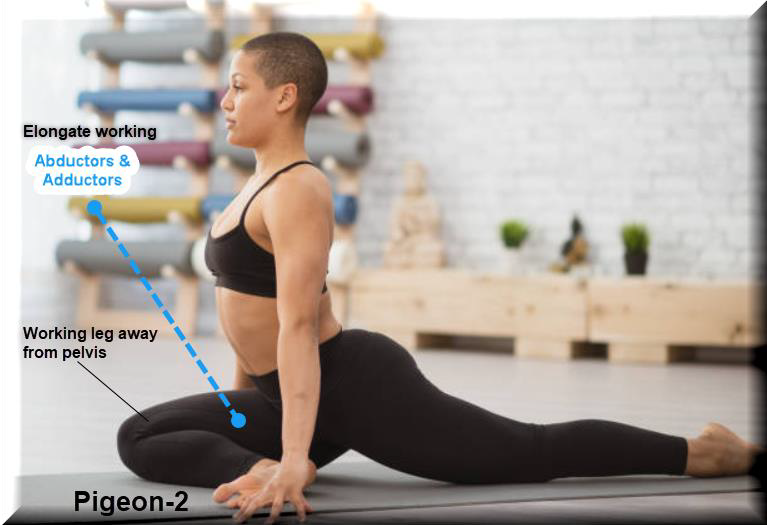 Elongate working
Abductors &
Adductors
Working leg away
from pelvis
Pigeon-2